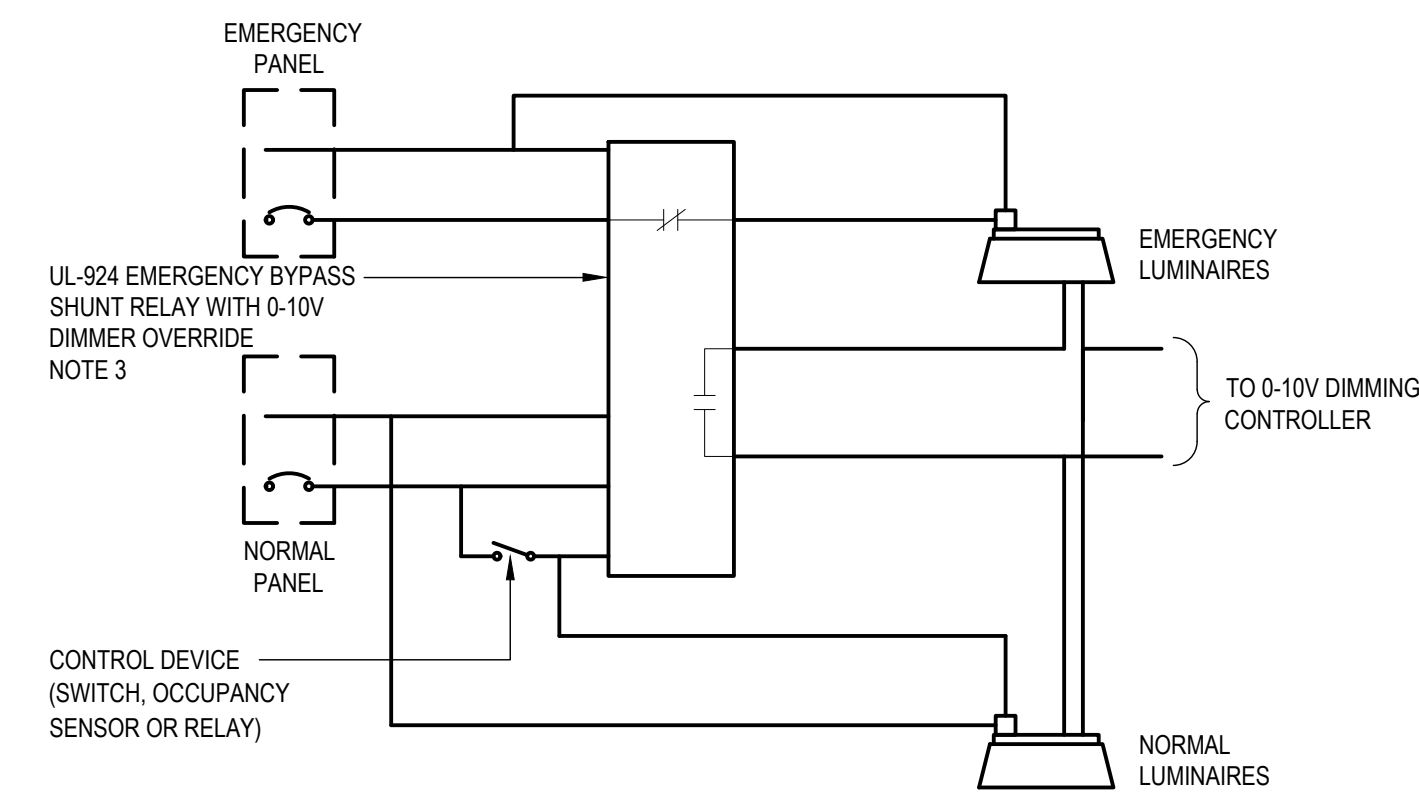 EMERGENCY
PANEL
EMERGENCY
LUMINAIRES
UL-924 EMERGENCY BYPASS
SHUNT RELAY WITH 0-10V
DIMMER OVERRIDE
NOTE 3
TO 0-10V DIMMING
CONTROLLER
NORMAL
PANEL
CONTROL DEVICE
(SWITCH, OCCUPANCY
SENSOR OR RELAY)
NORMAL
LUMINAIRES